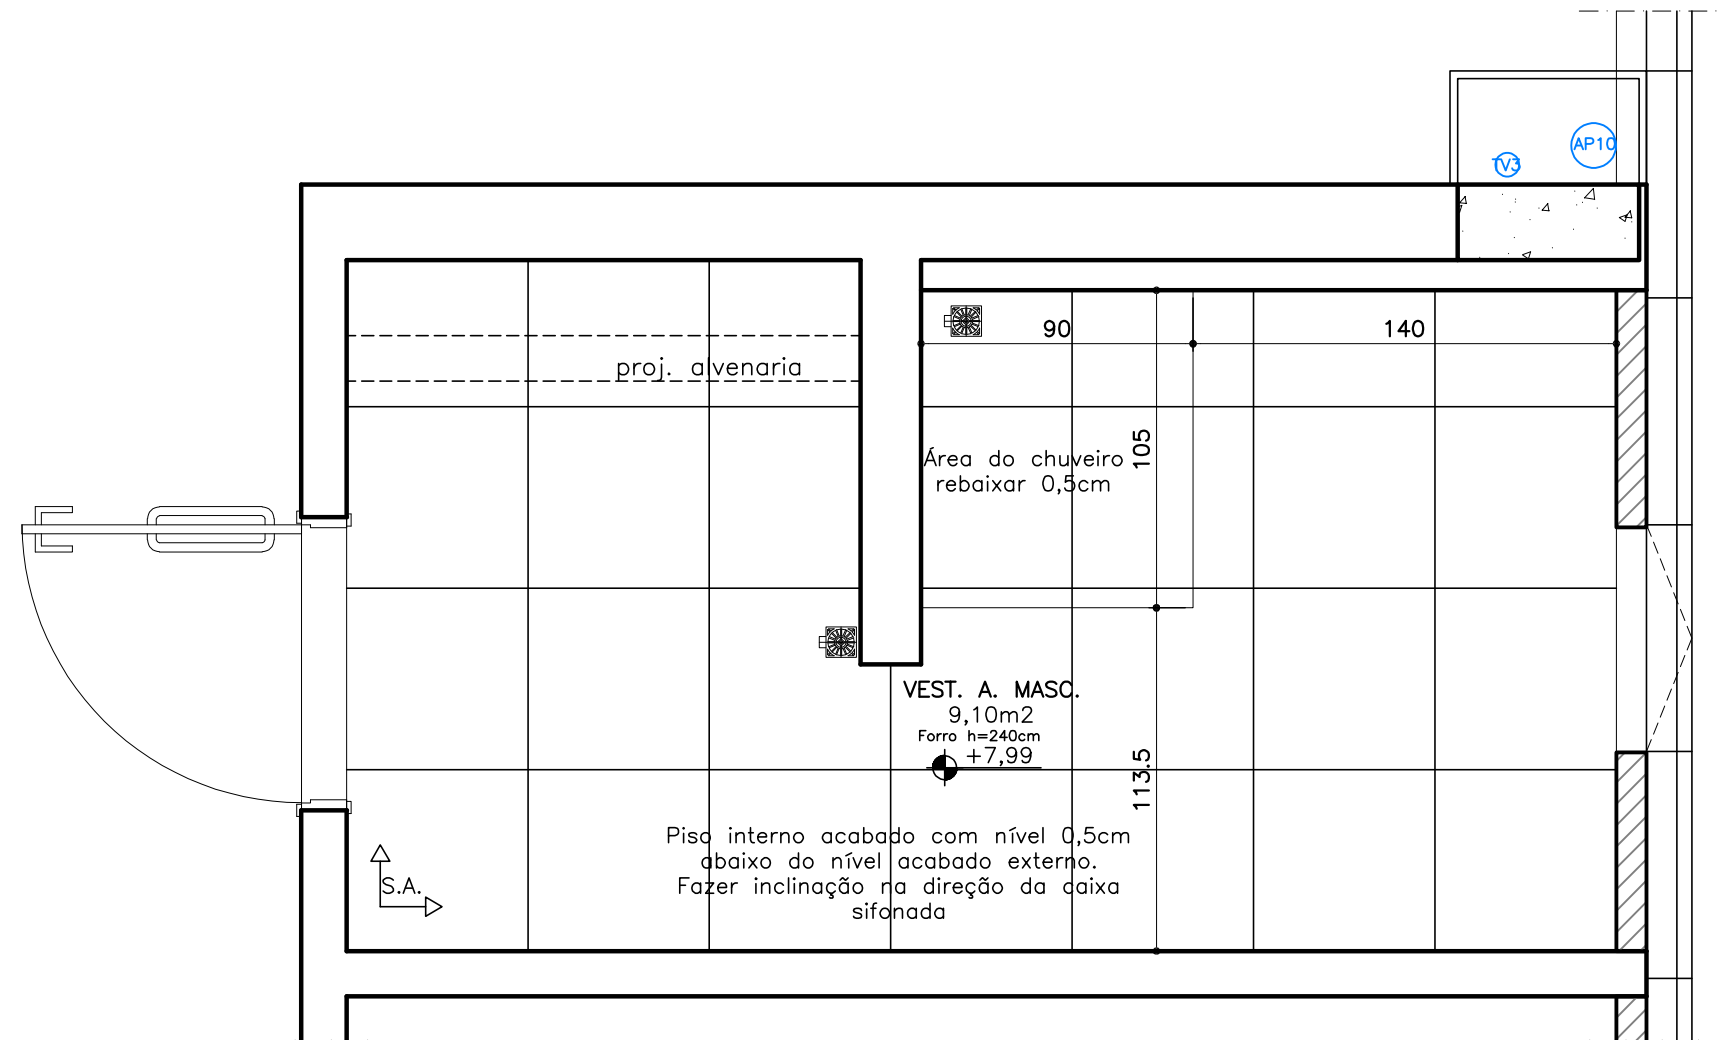 AP10
TV3
90
140
proj. alvenaria
105
Área do chuveiro
rebaixar 0,5cm
VEST. A. MASC.
9,10m2
Forro h=240cm
+7,99
113.5
Piso interno acabado com nível 0,5cm
abaixo do nível acabado externo.
Fazer inclinação na direção da caixa
sifonada
S.A.